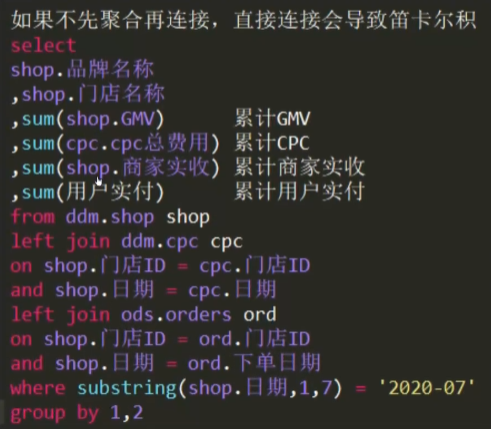 如果不先聚合再连接，直接连接会导致笛卡尔积
select
shop.品牌名称
,shop.门店名称
,sum(shop.GMV) 累计GMV
,sum(cpc.cpc总费用) 累计CPC
,sum(shop.商家实收) 累计商家实收
,sum(用户实付) 累计用户实付
from ddm.shop shop
left join ddm.cpc cpc
on shop.门店ID = cpc.门店ID
and shop.日期 = cpc.日期
left join ods.orders ord
on shop.门店ID = ord.门店ID
and shop.日期 = ord.下单日期
where substring(shop.日期,1,7) = '2020-07'
group by 1,2